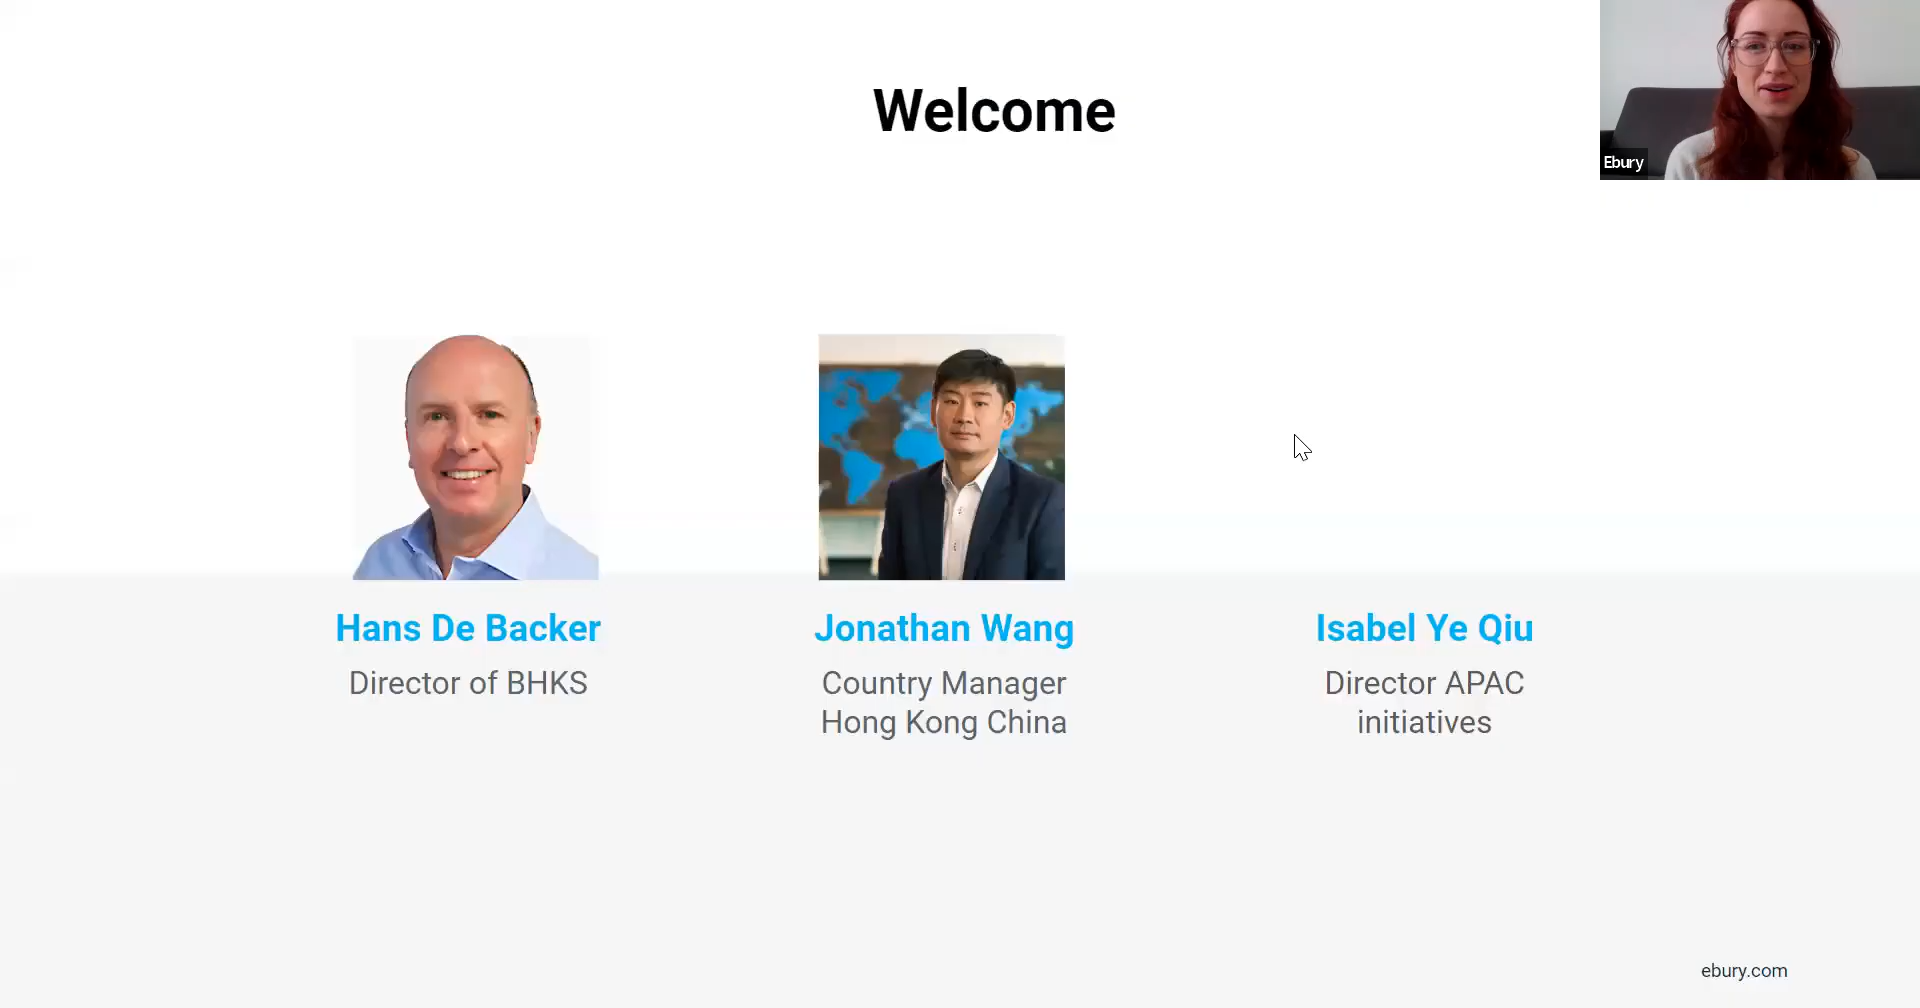 Welcome
Ebury
Hans De Backer
Director of BHKS
Jonathan Wang
Country Manager
Hong Kong China
Isabel Ye Qiu
Director APAC
initiatives
ebury.com